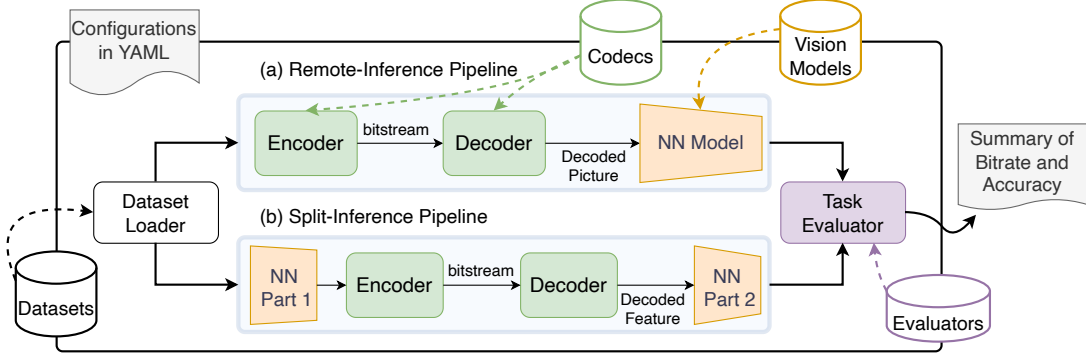 Configurations
in YAML
Codecs
Vision
Models
(a) Remote-Inference Pipeline
Encoder
bitstream
Decoder
Decoded
Picture
NN Model
Summary of
Bitrate and
Accuracy
Dataset
Loader
Task
Evaluator
(b) Split-Inference Pipeline
NN
Part 1
Encoder
bitstream
Decoder
Decoded
Feature
NN
Part 2
Datasets
Evaluators